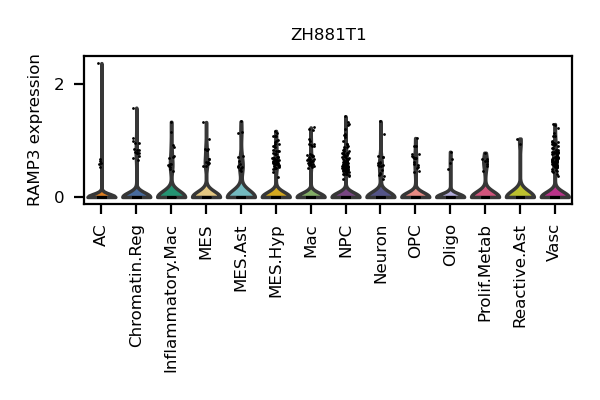 ZH881T1
RAMP3 expression
2
0
AC
Chromatin.Reg
Inflammatory.Mac
MES
MES.Ast
MES.Hyp
Mac
NPC
Neuron
OPC
Oligo
Prolif.Metab
Reactive.Ast
Vasc